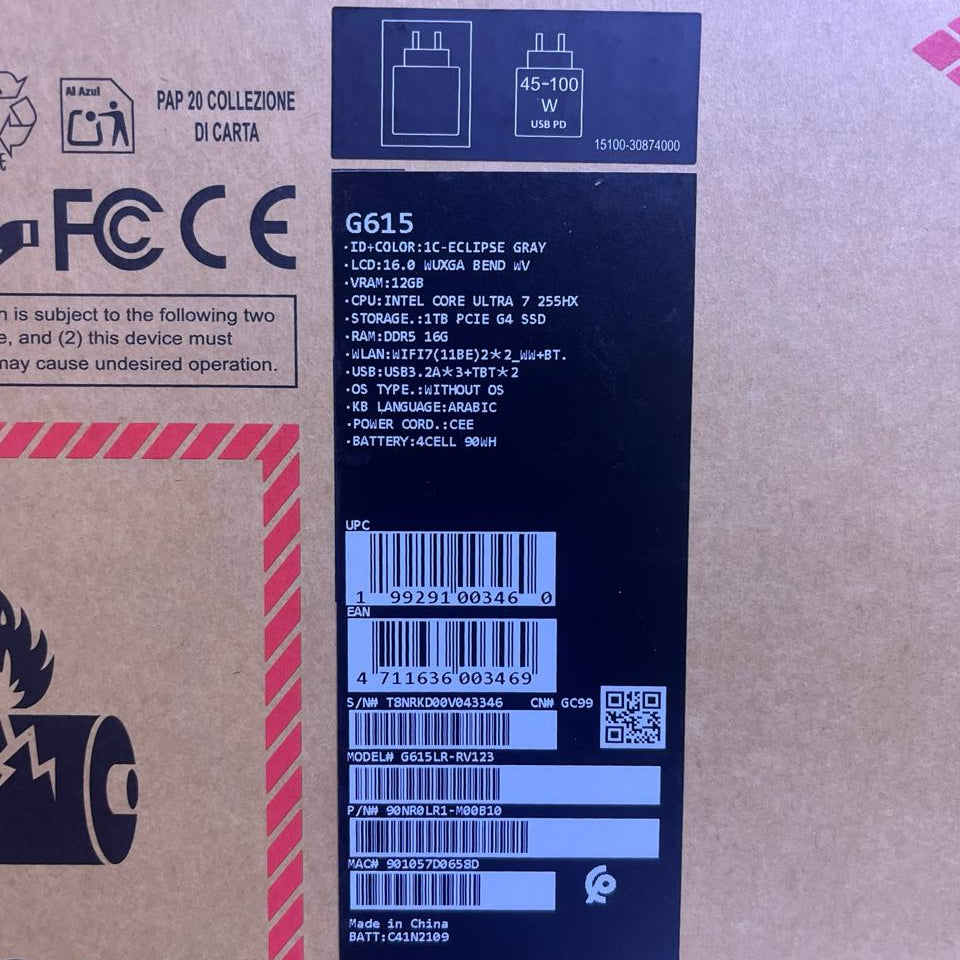 Al Azul
PAP 20 COLLEZIONE
DI CARTA
FC CE
n is subject to the following two
e, and (2) this device must
may cause undesired operation.
45-100
W
USB PD
15100-30874000
G615
·ID+COLOR:1C-ECLIPSE GRAY
·LCD:16.0 WUXGA BEND WV
·VRAM:12GB
·CPU:INTEL CORE ULTRA 7 255HX
·STORAGE.:1TB PCIE G4 SSD
·RAM:DDR5 16G
·WLAN:WIFI7(11BE)2*2_WW+BT.
·USB:USB3.2A*3+TBT*2
·OS TYPE.:WITHOUT OS
·KB LANGUAGE:ARABIC
·POWER CORD.:CEE
·BATTERY:4CELL 90WH
UPC
1 99291 00346 0
EAN
4 711636 003469
S/N# T8NRKD00V043346 CN# GC99
MODEL# G615LR-RV123
P/N# 90NR0LR1-M00B10
MAC# 901057D0658D
Made in China
BATT:C41N2109